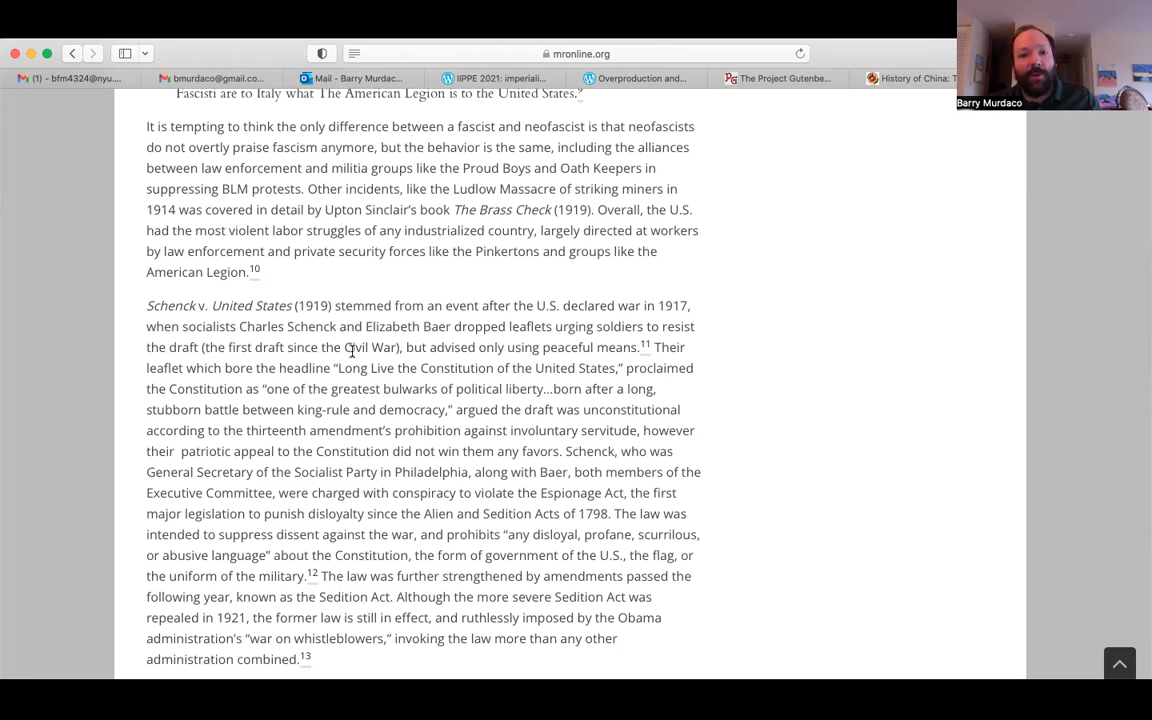 mronline.org
(1) - bfm4324@nyu....
bmurdaco@gmail.co...
Mail - Barry Murdac...
IIPPE 2021: imperiali...
Overproduction and...
The Project Gutenbe...
History of China: T
Barry Murdaco
Fascisti are to Italy what The American Legion is to the United States.9
It is tempting to think the only difference between a fascist and neofascist is that neofascists
do not overtly praise fascism anymore, but the behavior is the same, including the alliances
between law enforcement and militia groups like the Proud Boys and Oath Keepers in
suppressing BLM protests. Other incidents, like the Ludlow Massacre of striking miners in
1914 was covered in detail by Upton Sinclair’s book The Brass Check (1919). Overall, the U.S.
had the most violent labor struggles of any industrialized country, largely directed at workers
by law enforcement and private security forces like the Pinkertons and groups like the
American Legion.10
Schenck v. United States (1919) stemmed from an event after the U.S. declared war in 1917,
when socialists Charles Schenck and Elizabeth Baer dropped leaflets urging soldiers to resist
the draft (the first draft since the Civil War), but advised only using peaceful means.11 Their
leaflet which bore the headline “Long Live the Constitution of the United States,” proclaimed
the Constitution as “one of the greatest bulwarks of political liberty…born after a long,
stubborn battle between king-rule and democracy,” argued the draft was unconstitutional
according to the thirteenth amendment’s prohibition against involuntary servitude, however
their patriotic appeal to the Constitution did not win them any favors. Schenck, who was
General Secretary of the Socialist Party in Philadelphia, along with Baer, both members of the
Executive Committee, were charged with conspiracy to violate the Espionage Act, the first
major legislation to punish disloyalty since the Alien and Sedition Acts of 1798. The law was
intended to suppress dissent against the war, and prohibits “any disloyal, profane, scurrilous,
or abusive language” about the Constitution, the form of government of the U.S., the flag, or
the uniform of the military.12 The law was further strengthened by amendments passed the
following year, known as the Sedition Act. Although the more severe Sedition Act was
repealed in 1921, the former law is still in effect, and ruthlessly imposed by the Obama
administration’s “war on whistleblowers,” invoking the law more than any other
administration combined.13